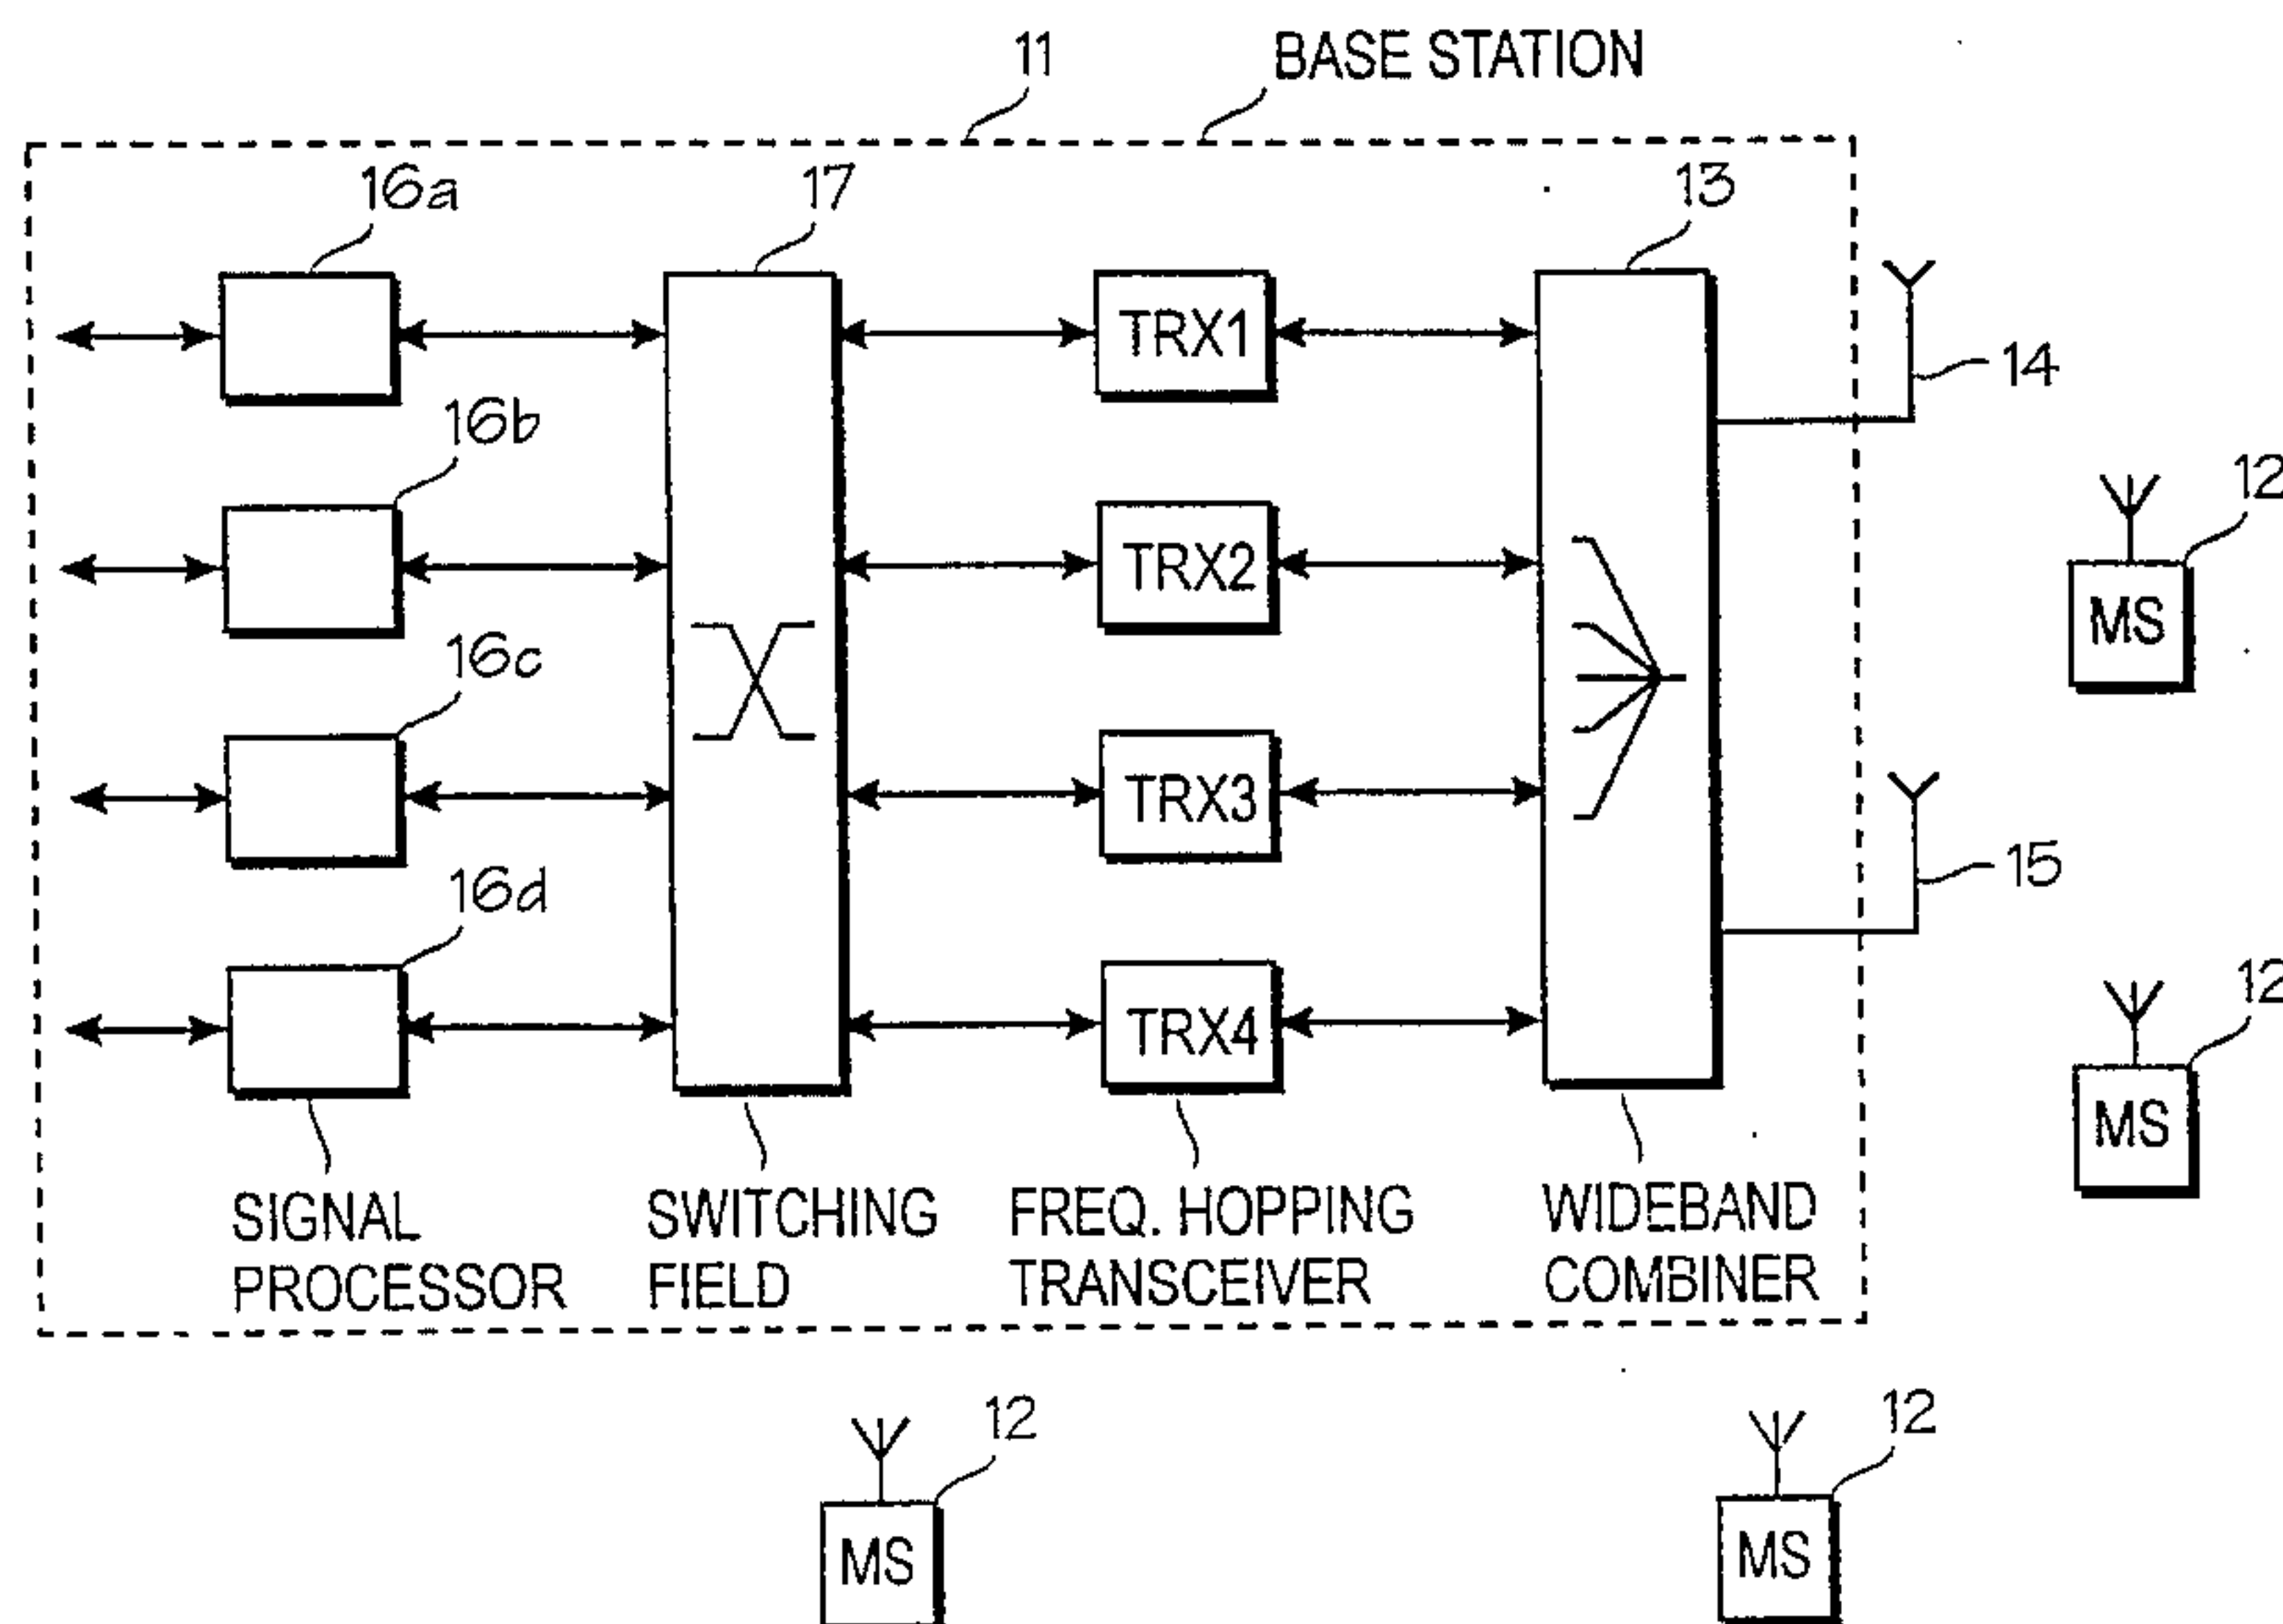 11
BASE STATION
16a
17
13
TRX1
14
16b
12
TRX2
MS
16c
TRX3
15
16d
12
TRX4
MS
SIGNAL
PROCESSOR
SWITCHING
FIELD
FREQ. HOPPING
TRANSCEIVER
WIDEBAND
COMBINER
12
MS
12
MS